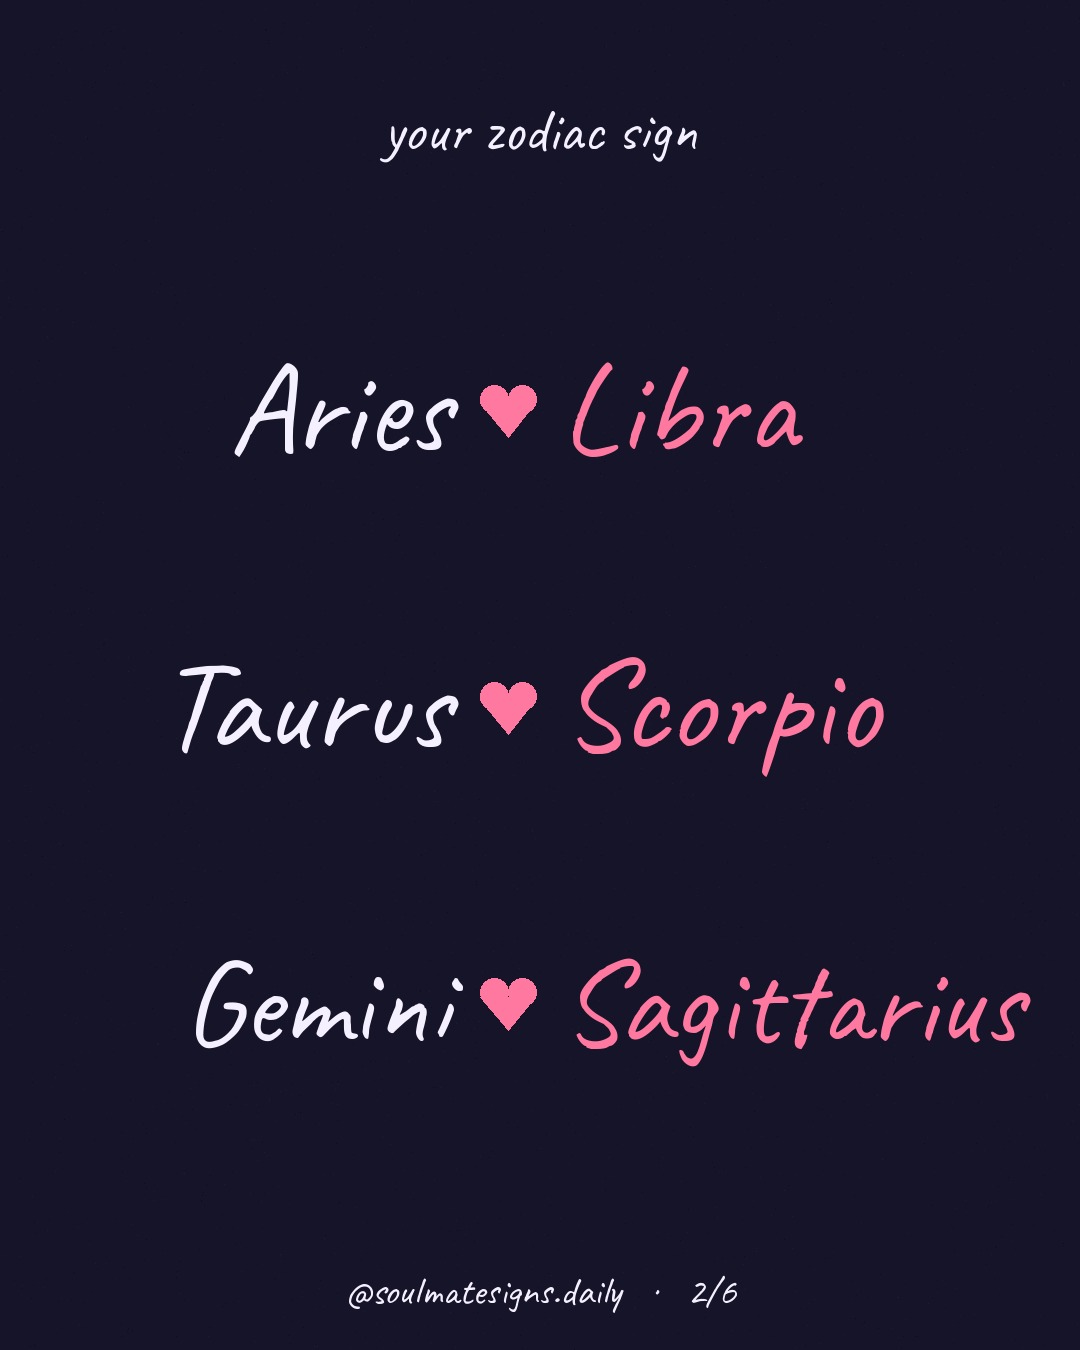 your zodiac sign
Aries ♥ Libra
Taurus ♥ Scorpio
Gemini ♥ Sagittarius
@soulmatesigns.daily · 2/6